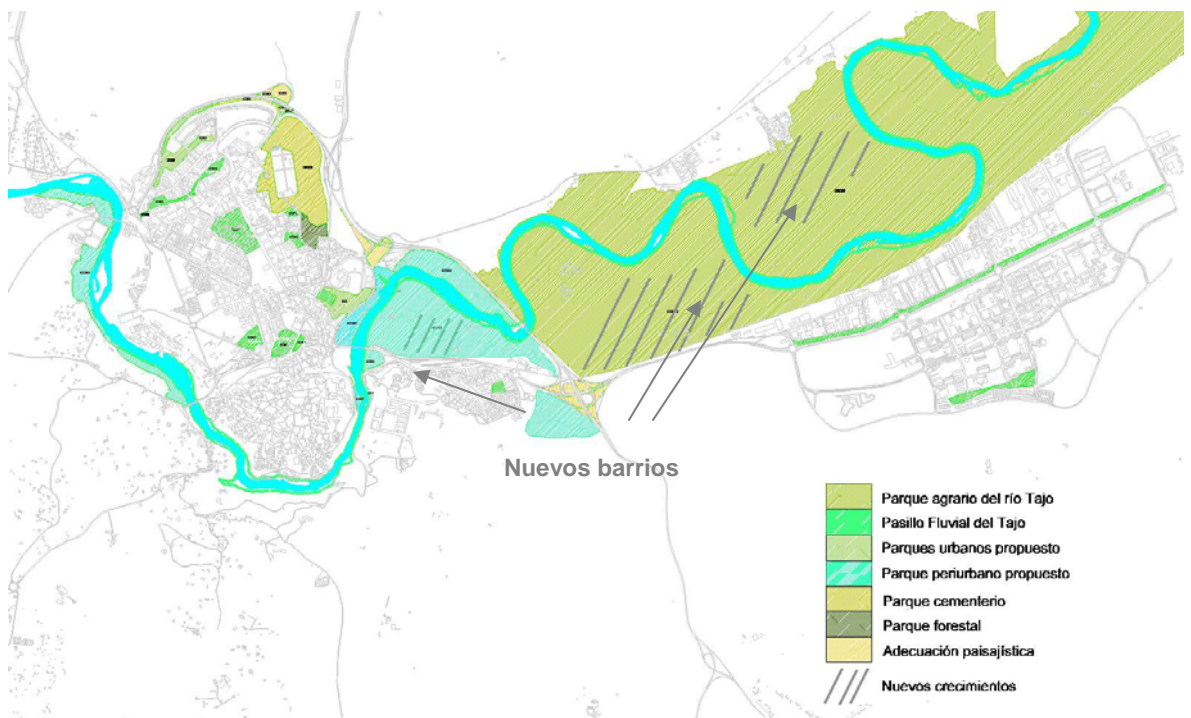 Nuevos barrios
Parque agrario del río Tajo
Pasillo Fluvial del Tajo
Parques urbanos propuesto
Parque periurbano propuesto
Parque cementerio
Parque forestal
Adecuación paisajística
Nuevos crecimientos